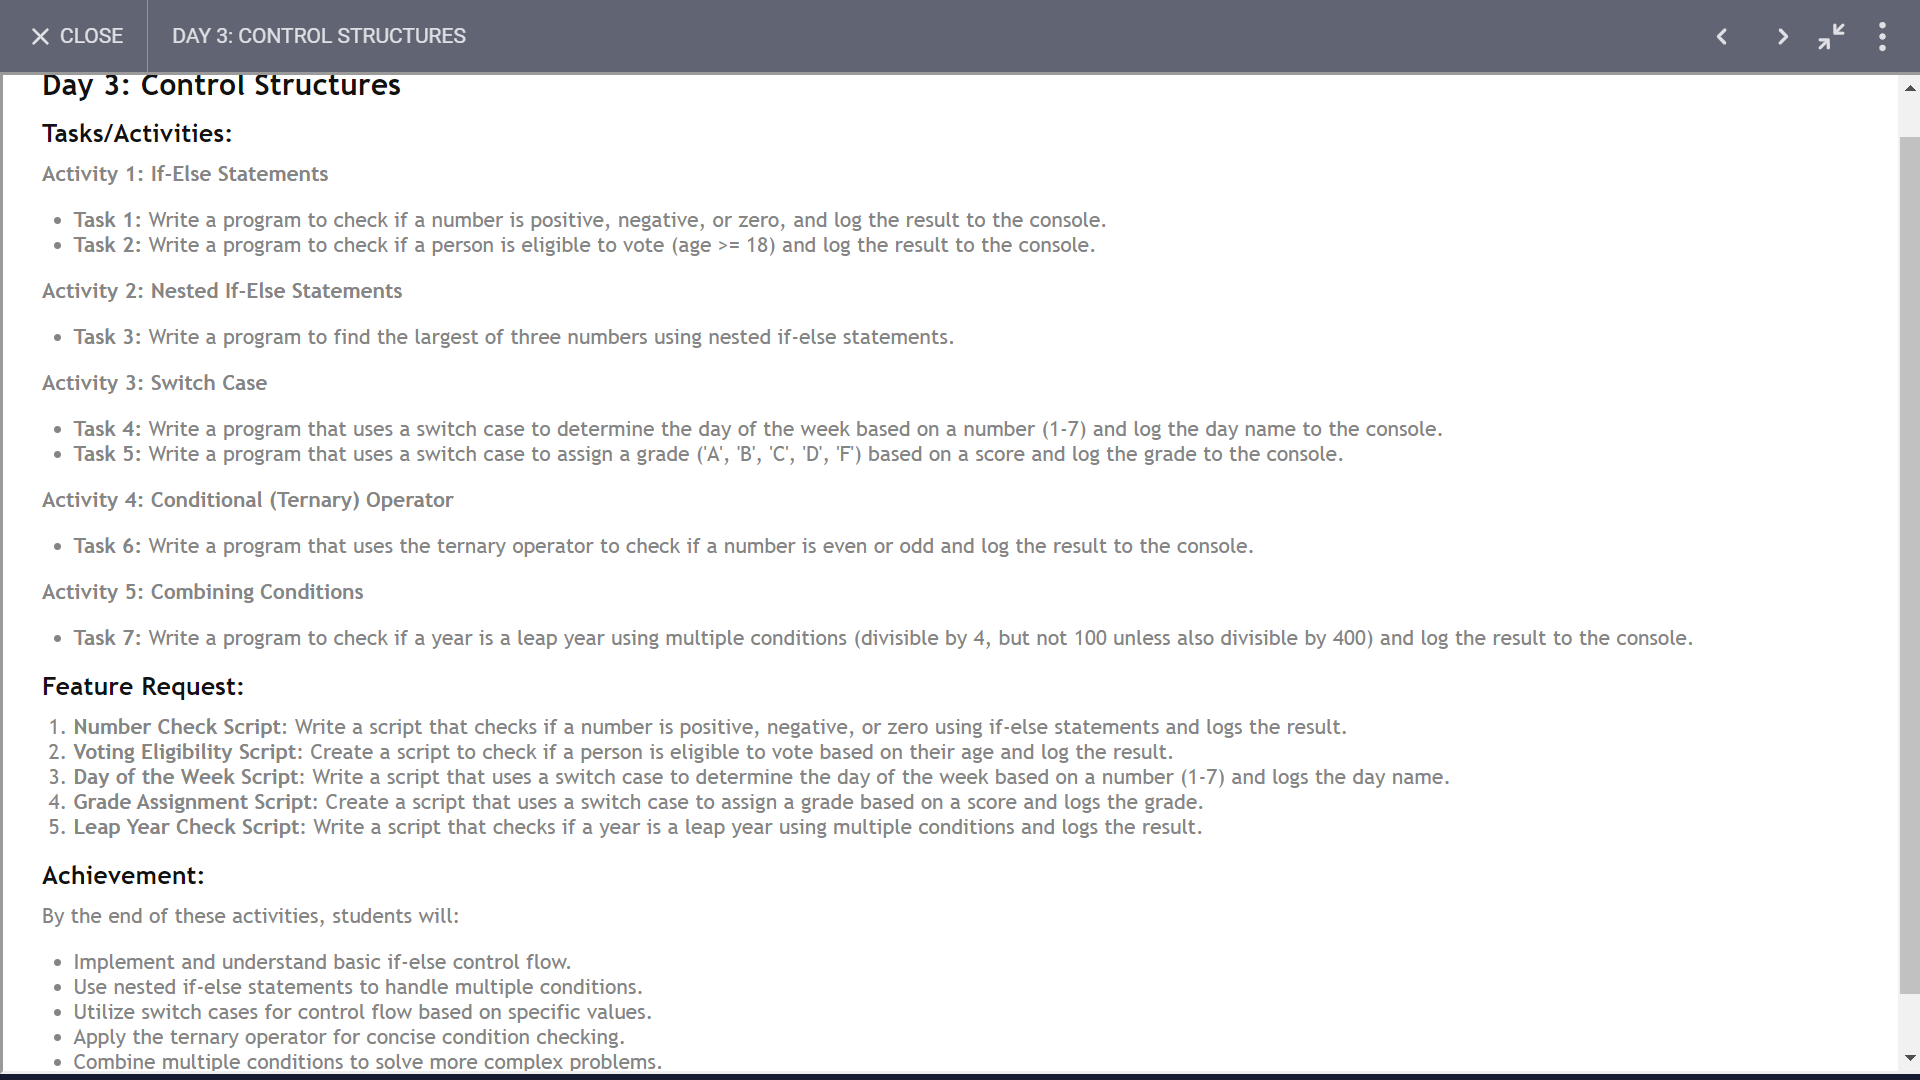 CLOSE
DAY 3: CONTROL STRUCTURES
Day 3: Control Structures
Tasks/Activities:
Activity 1: If-Else Statements
• Task 1: Write a program to check if a number is positive, negative, or zero, and log the result to the console.
• Task 2: Write a program to check if a person is eligible to vote (age >= 18) and log the result to the console.
Activity 2: Nested If-Else Statements
• Task 3: Write a program to find the largest of three numbers using nested if-else statements.
Activity 3: Switch Case
• Task 4: Write a program that uses a switch case to determine the day of the week based on a number (1-7) and log the day name to the console.
• Task 5: Write a program that uses a switch case to assign a grade ('A', 'B', 'C', 'D', 'F') based on a score and log the grade to the console.
Activity 4: Conditional (Ternary) Operator
• Task 6: Write a program that uses the ternary operator to check if a number is even or odd and log the result to the console.
Activity 5: Combining Conditions
• Task 7: Write a program to check if a year is a leap year using multiple conditions (divisible by 4, but not 100 unless also divisible by 400) and log the result to the console.
Feature Request:
1. Number Check Script: Write a script that checks if a number is positive, negative, or zero using if-else statements and logs the result.
2. Voting Eligibility Script: Create a script to check if a person is eligible to vote based on their age and log the result.
3. Day of the Week Script: Write a script that uses a switch case to determine the day of the week based on a number (1-7) and logs the day name.
4. Grade Assignment Script: Create a script that uses a switch case to assign a grade based on a score and logs the grade.
5. Leap Year Check Script: Write a script that checks if a year is a leap year using multiple conditions and logs the result.
Achievement:
By the end of these activities, students will:
• Implement and understand basic if-else control flow.
• Use nested if-else statements to handle multiple conditions.
• Utilize switch cases for control flow based on specific values.
• Apply the ternary operator for concise condition checking.
• Combine multiple conditions to solve more complex problems.